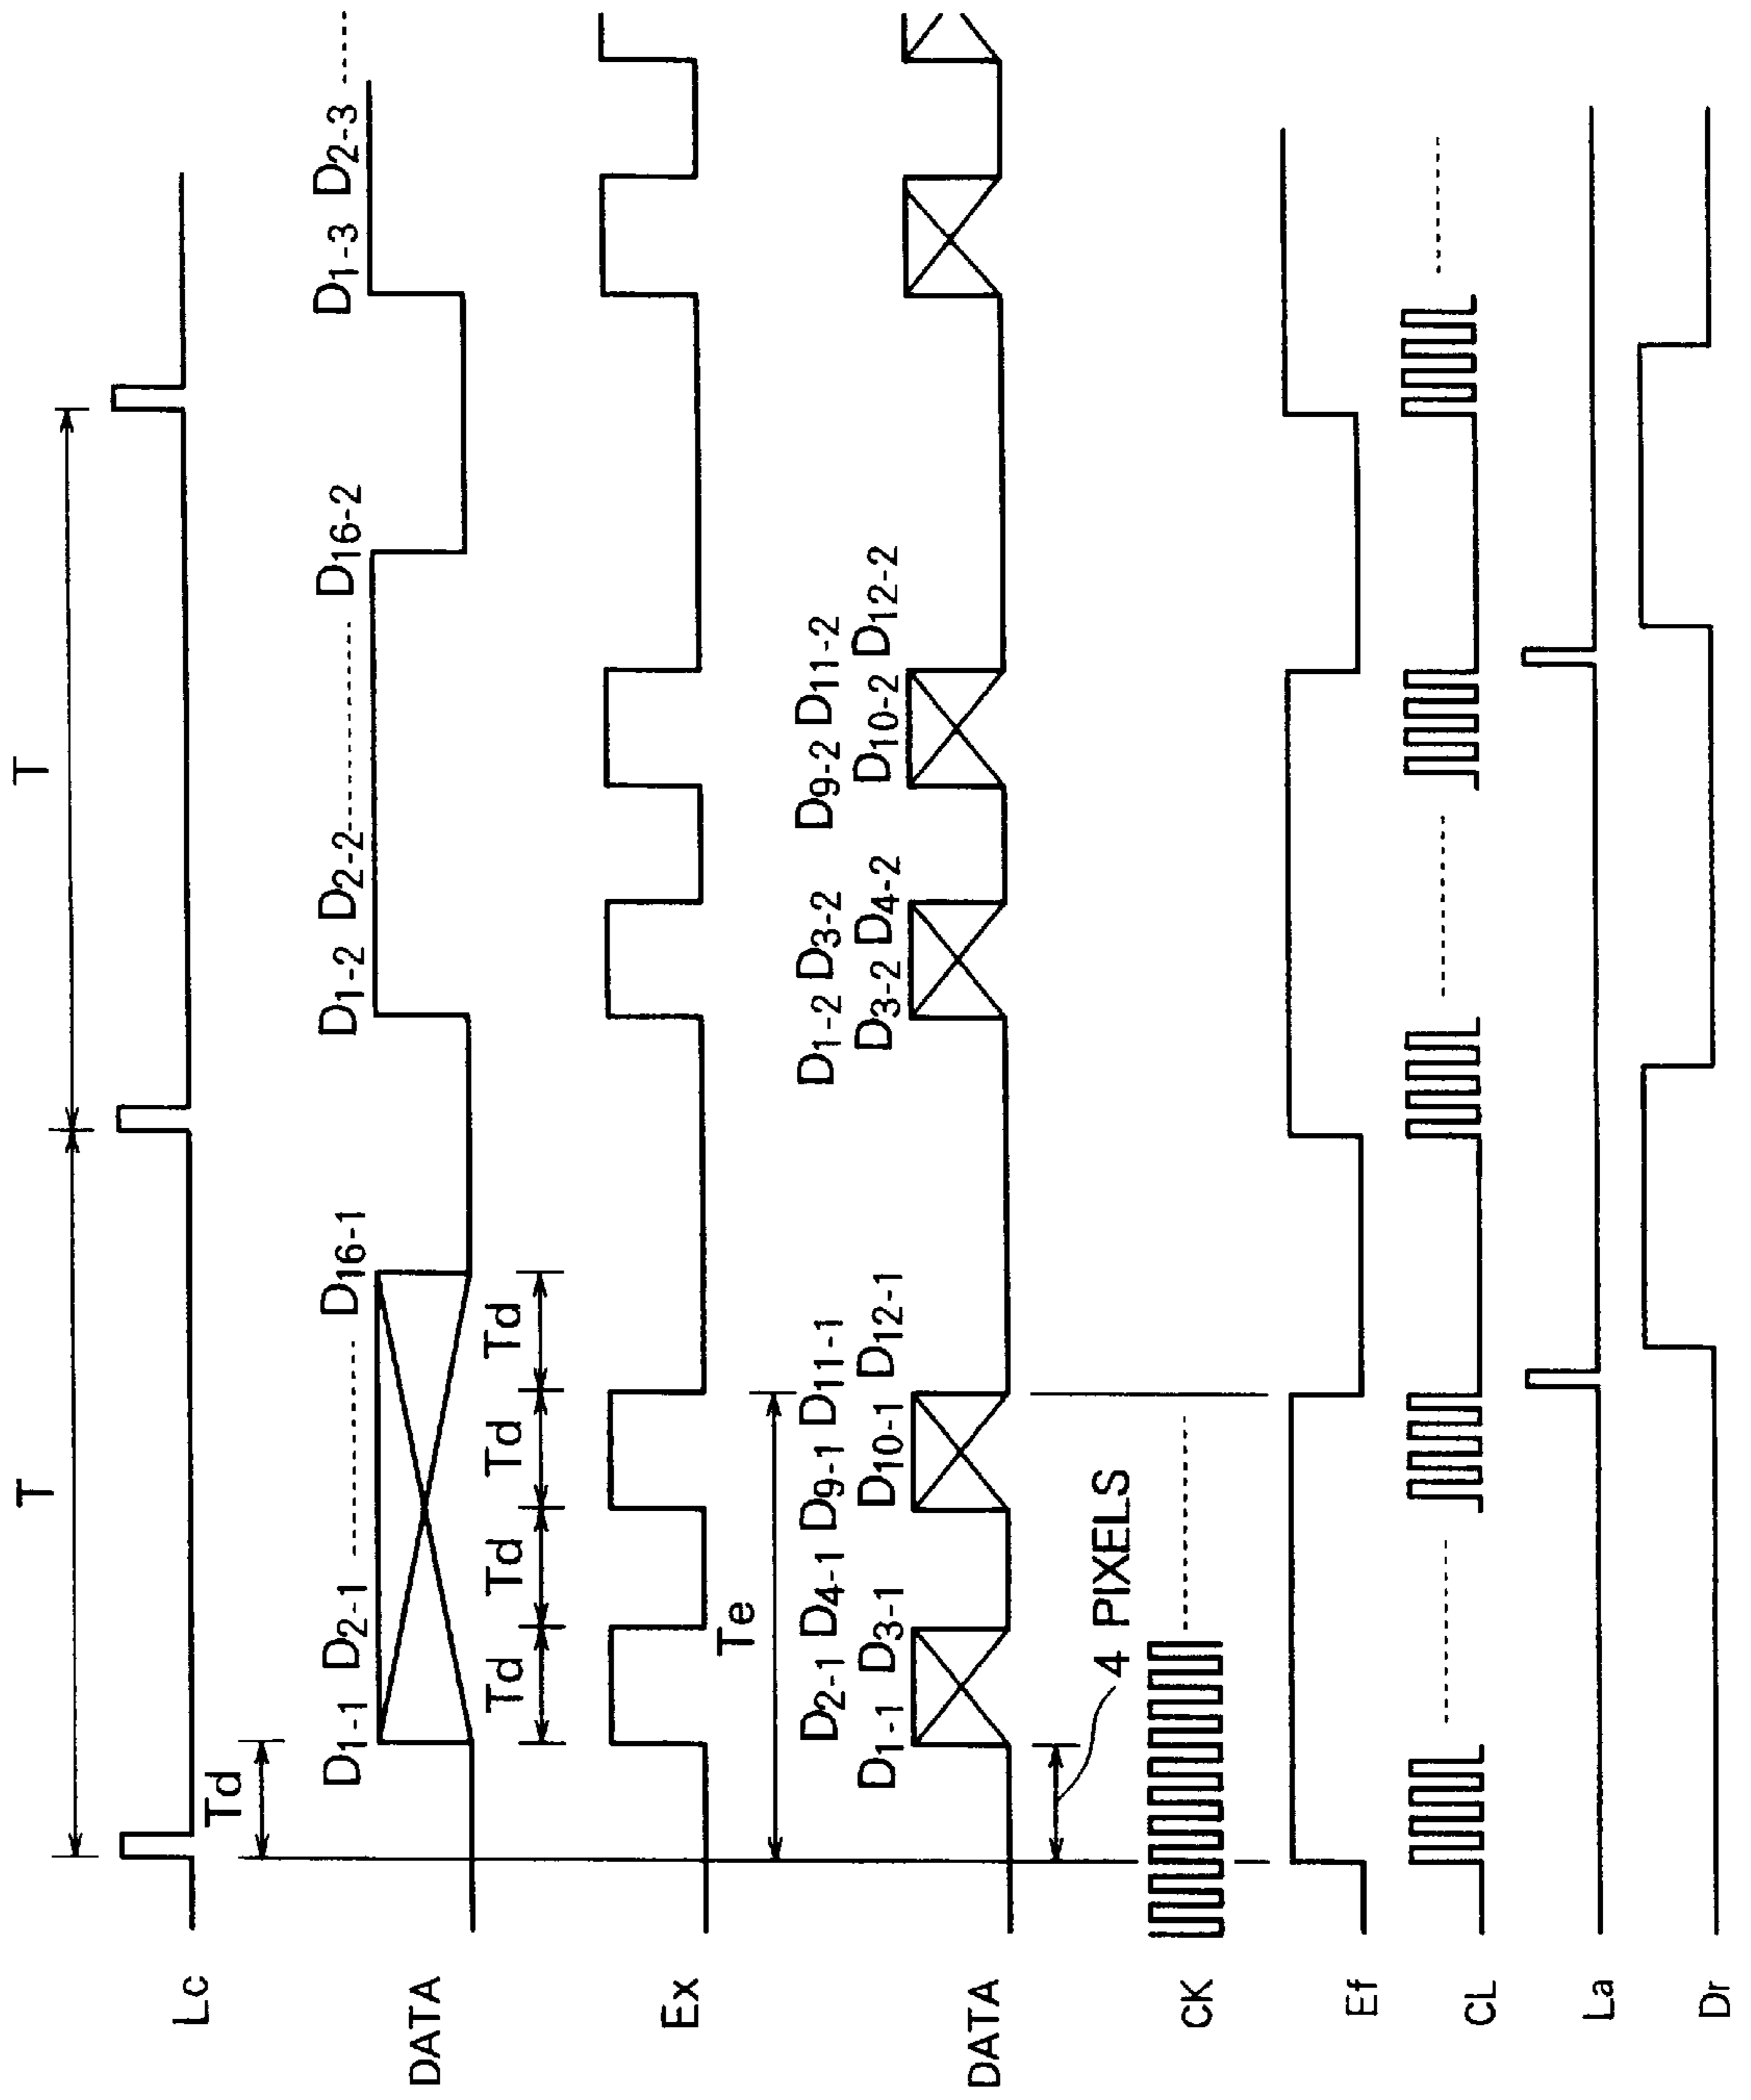 T T
Lc
Td
D1-1 D2-1 ------ D16-1 D1-2 D2-2 ------ D16-2 D1-3 D2-3 ----
DATA
Td Td Td Td
Ex
Te
D2-1 D4-1 D9-1 D11-1 D1-2 D3-2 D9-2 D11-2
D1-1 D3-1 D10-1 D12-1 D3-2 D4-2 D10-2 D12-2
DATA
4 PIXELS
CK
Ef
CL
La
Dr